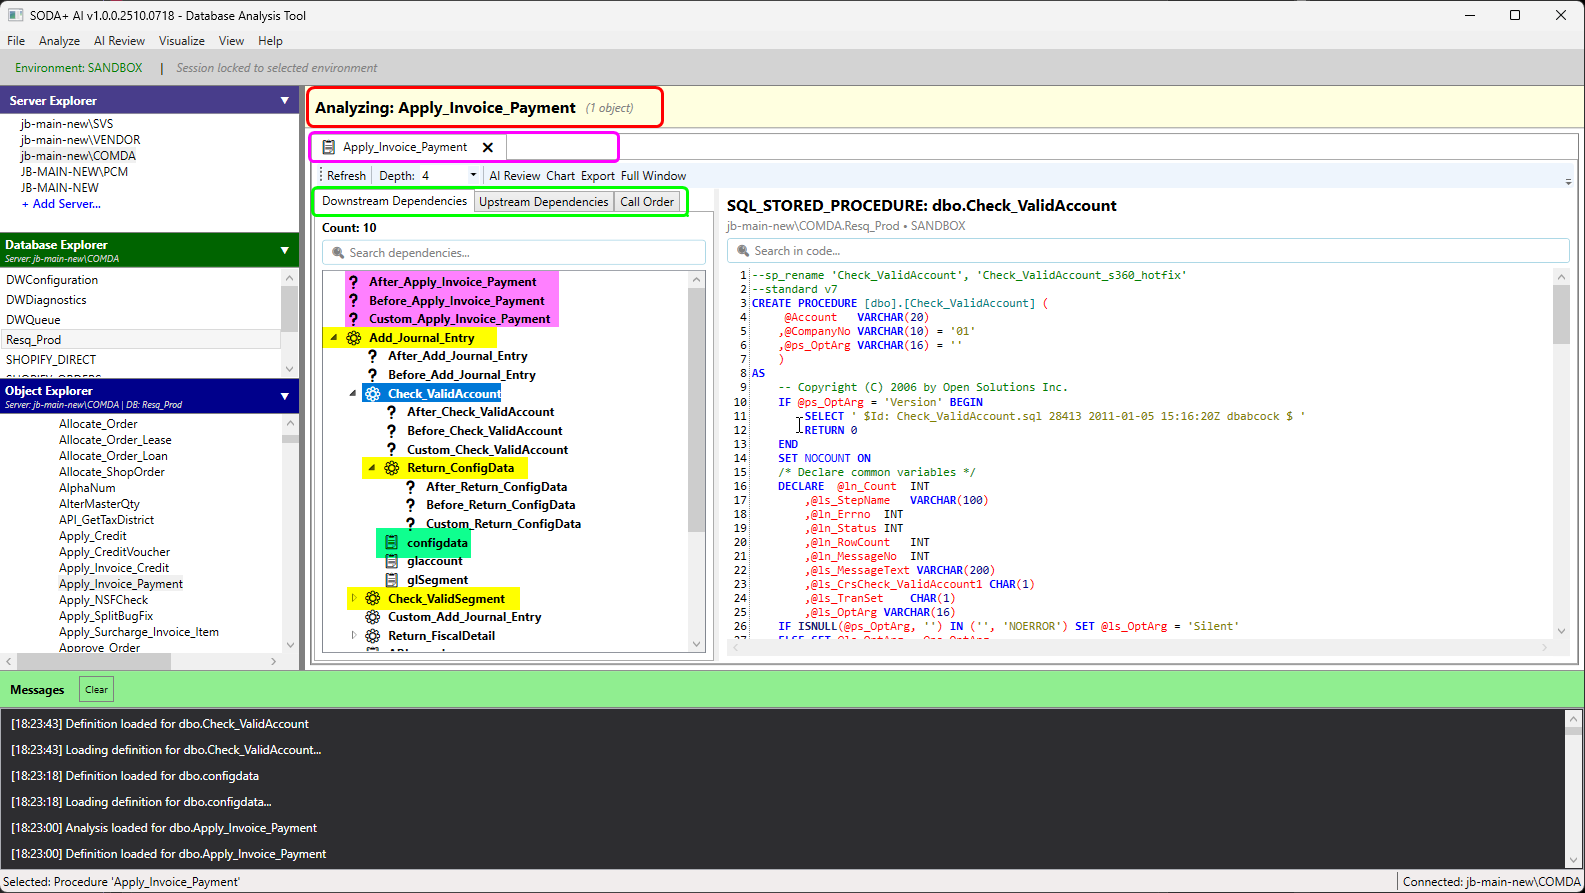 SODA+ AI v1.0.0.2510.0718 - Database Analysis Tool
File Analyze AI Review Visualize View Help
Environment: SANDBOX | Session locked to selected environment
Server Explorer
jb-main-new\SVS
jb-main-new\VENDOR
jb-main-new\COMDA
JB-MAIN-NEW\PCM
JB-MAIN-NEW
+ Add Server...
Database Explorer
Server: jb-main-new\COMDA
DWConfiguration
DWDiagnostics
DWQueue
Resq_Prod
SHOPIFY_DIRECT
SHOPIFY_ORDERS
Object Explorer
Server: jb-main-new\COMDA | DB: Resq_Prod
Allocate_Order
Allocate_Order_Lease
Allocate_Order_Loan
Allocate_ShopOrder
AlphaNum
AlterMasterQty
API_GetTaxDistrict
Apply_Credit
Apply_CreditVoucher
Apply_Invoice_Credit
Apply_Invoice_Payment
Apply_NSFCheck
Apply_SplitBugFix
Apply_Surcharge_Invoice_Item
Approve_Order
Analyzing: Apply_Invoice_Payment (1 object)
Apply_Invoice_Payment
Refresh Depth: 4 AI Review Chart Export Full Window
Downstream Dependencies Upstream Dependencies Call Order
Count: 10
Search dependencies...
? After_Apply_Invoice_Payment
? Before_Apply_Invoice_Payment
? Custom_Apply_Invoice_Payment
Add_Journal_Entry
? After_Add_Journal_Entry
? Before_Add_Journal_Entry
Check_ValidAccount
? After_Check_ValidAccount
? Before_Check_ValidAccount
? Custom_Check_ValidAccount
Return_ConfigData
? After_Return_ConfigData
? Before_Return_ConfigData
? Custom_Return_ConfigData
configdata
glaccount
glSegment
Check_ValidSegment
Custom_Add_Journal_Entry
Return_FiscalDetail
SQL_STORED_PROCEDURE: dbo.Check_ValidAccount
jb-main-new\COMDA.Resq_Prod • SANDBOX
Search in code...
1 --sp_rename 'Check_ValidAccount', 'Check_ValidAccount_s360_hotfix'
2 --standard v7
3 CREATE PROCEDURE [dbo].[Check_ValidAccount] (
4 @Account VARCHAR(20)
5 ,@CompanyNo VARCHAR(10) = '01'
6 ,@ps_OptArg VARCHAR(16) = ''
7 )
8 AS
9 -- Copyright (C) 2006 by Open Solutions Inc.
10 IF @ps_OptArg = 'Version' BEGIN
11 SELECT ' $Id: Check_ValidAccount.sql 28413 2011-01-05 15:16:20Z dbabcock $ '
12 RETURN 0
13 END
14 SET NOCOUNT ON
15 /* Declare common variables */
16 DECLARE @ln_Count INT
17 ,@ls_StepName VARCHAR(100)
18 ,@ln_Errno INT
19 ,@ln_Status INT
20 ,@ln_RowCount INT
21 ,@ln_MessageNo INT
22 ,@ls_MessageText VARCHAR(200)
23 ,@ls_CrsCheck_ValidAccount1 CHAR(1)
24 ,@ls_TranSet CHAR(1)
25 ,@ls_OptArg VARCHAR(16)
26 IF ISNULL(@ps_OptArg, '') IN ('', 'NOERROR') SET @ls_OptArg = 'Silent'
27 ELSE SET @ls_OptArg = @ps_OptArg
Messages Clear
[18:23:43] Definition loaded for dbo.Check_ValidAccount
[18:23:43] Loading definition for dbo.Check_ValidAccount...
[18:23:18] Definition loaded for dbo.configdata
[18:23:18] Loading definition for dbo.configdata...
[18:23:00] Analysis loaded for dbo.Apply_Invoice_Payment
[18:23:00] Definition loaded for dbo.Apply_Invoice_Payment
Selected: Procedure 'Apply_Invoice_Payment'
Connected: jb-main-new\COMDA